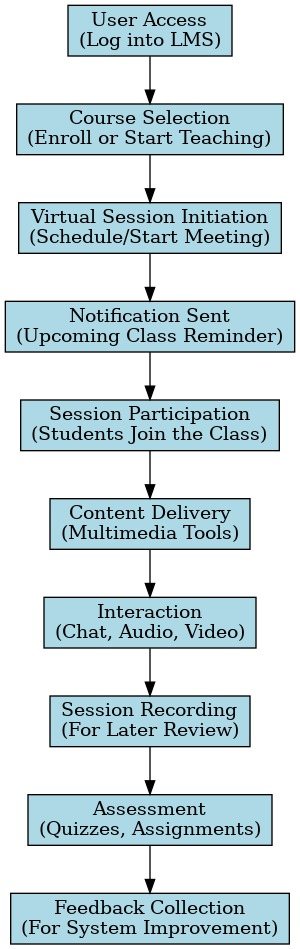 User Access
(Log into LMS)
Course Selection
(Enroll or Start Teaching)
Virtual Session Initiation
(Schedule/Start Meeting)
Notification Sent
(Upcoming Class Reminder)
Session Participation
(Students Join the Class)
Content Delivery
(Multimedia Tools)
Interaction
(Chat, Audio, Video)
Session Recording
(For Later Review)
Assessment
(Quizzes, Assignments)
Feedback Collection
(For System Improvement)